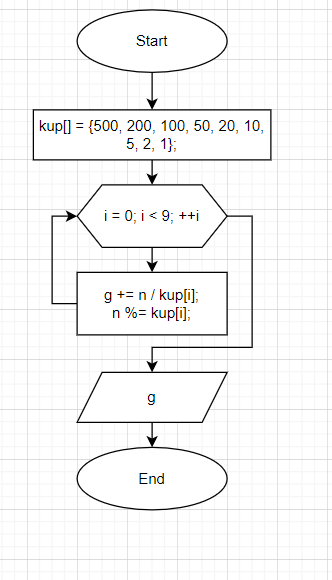 Start
kup[] = {500, 200, 100, 50, 20, 10,
5, 2, 1};
i = 0; i < 9; ++i
g += n / kup[i];
n %= kup[i];
g
End